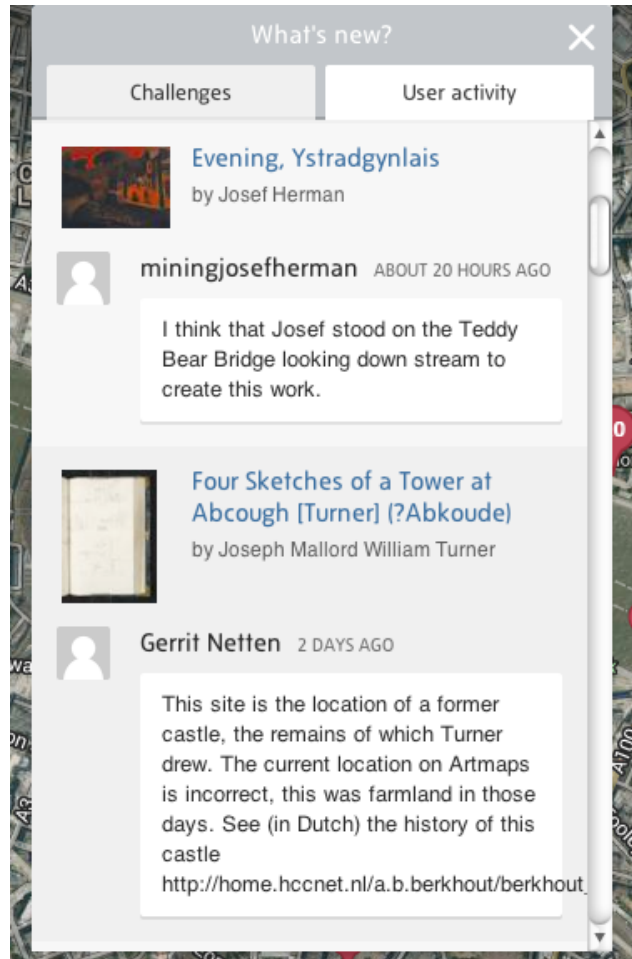 What's new?
Challenges
User activity
Evening, Ystradgynlais
by Josef Herman
miningjosefherman ABOUT 20 HOURS AGO
I think that Josef stood on the Teddy
Bear Bridge looking down stream to
create this work.
Four Sketches of a Tower at
Abcough [Turner] (?Abkoude)
by Joseph Mallord William Turner
Gerrit Netten 2 DAYS AGO
This site is the location of a former
castle, the remains of which Turner
drew. The current location on Artmaps
is incorrect, this was farmland in those
days. See (in Dutch) the history of this
castle
http://home.hccnet.nl/a.b.berkhout/berkhout_
A100
A3